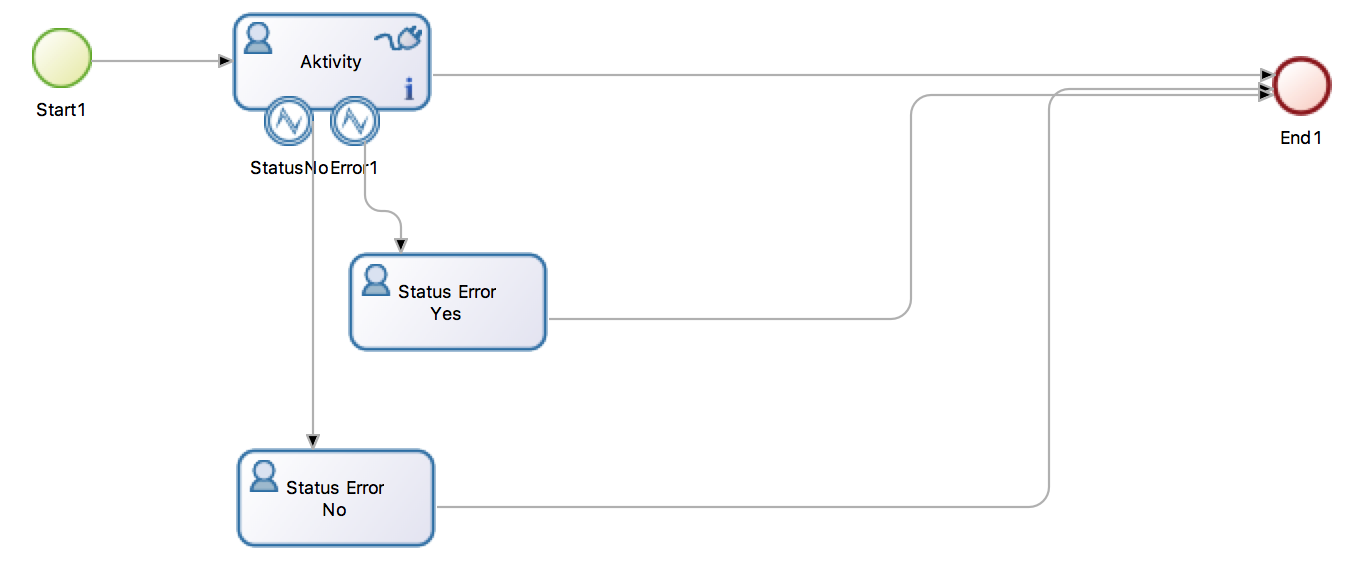 Start1
Aktivity
i
End1
StatusNoError1
Status Error
Yes
Status Error
No